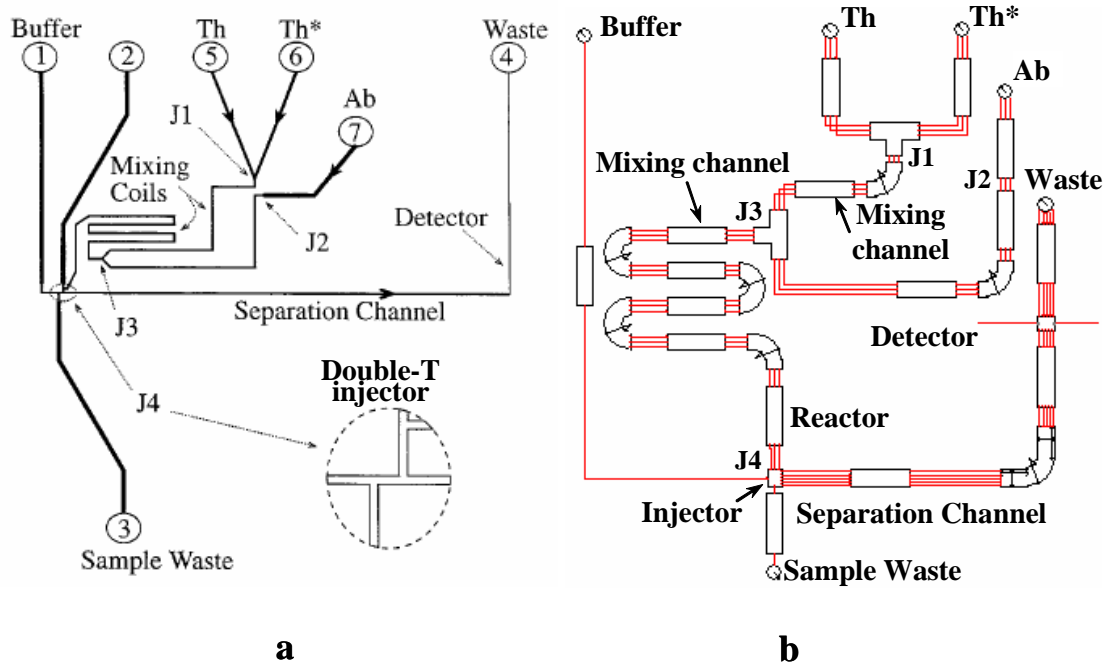 Buffer
1
2
Th
5
Th*
6
Waste
4
J1
Ab
7
Mixing
Coils
J2
Detector
J3
Separation Channel
J4
Double-T
injector
3
Sample Waste
a
Buffer
Th
Th*
Ab
J1
J2
Waste
Mixing channel
J3
Mixing
channel
Detector
Reactor
J4
Injector
Separation Channel
Sample Waste
b